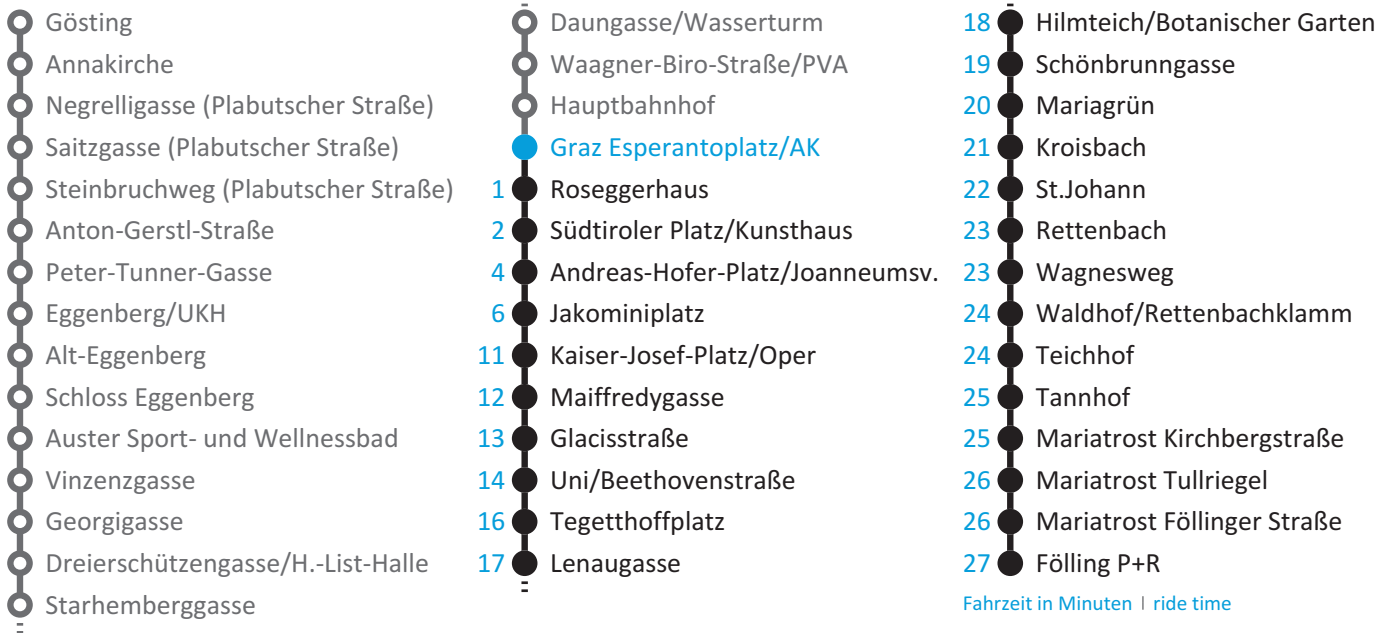 Gösting
Annakirche
Negrelligasse (Plabutscher Straße)
Saitzgasse (Plabutscher Straße)
Steinbruchweg (Plabutscher Straße)
Anton-Gerstl-Straße
Peter-Tunner-Gasse
Eggenberg/UKH
Alt-Eggenberg
Schloss Eggenberg
Auster Sport- und Wellnessbad
Vinzenzgasse
Georgigasse
Dreierschützengasse/H.-List-Halle
Starhemberggasse
Daungasse/Wasserturm
Waagner-Biro-Straße/PVA
Hauptbahnhof
Graz Esperantoplatz/AK
1 Roseggerhaus
2 Südtiroler Platz/Kunsthaus
4 Andreas-Hofer-Platz/Joanneumsv.
6 Jakominiplatz
11 Kaiser-Josef-Platz/Oper
12 Maiffredygasse
13 Glacisstraße
14 Uni/Beethovenstraße
16 Tegetthoffplatz
17 Lenaugasse
18 Hilmteich/Botanischer Garten
19 Schönbrunngasse
20 Mariagrün
21 Kroisbach
22 St.Johann
23 Rettenbach
23 Wagnesweg
24 Waldhof/Rettenbachklamm
24 Teichhof
25 Tannhof
25 Mariatrost Kirchbergstraße
26 Mariatrost Tullriegel
26 Mariatrost Föllinger Straße
27 Fölling P+R
Fahrzeit in Minuten | ride time